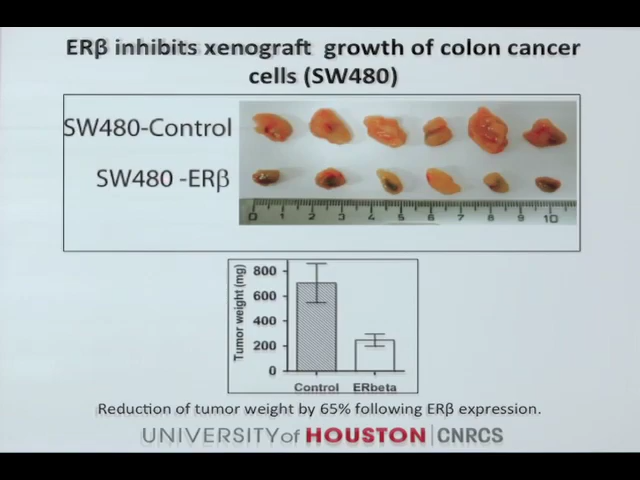 ERβ inhibits xenograft growth of colon cancer
cells (SW480)
SW480-Control
SW480 -ERβ
0 1 2 3 4 5 6 7 8 9 10
Tumor weight (mg)
800
600
400
200
0
Control ERbeta
Reduction of tumor weight by 65% following ERβ expression.
UNIVERSITY of HOUSTON | CNRCS